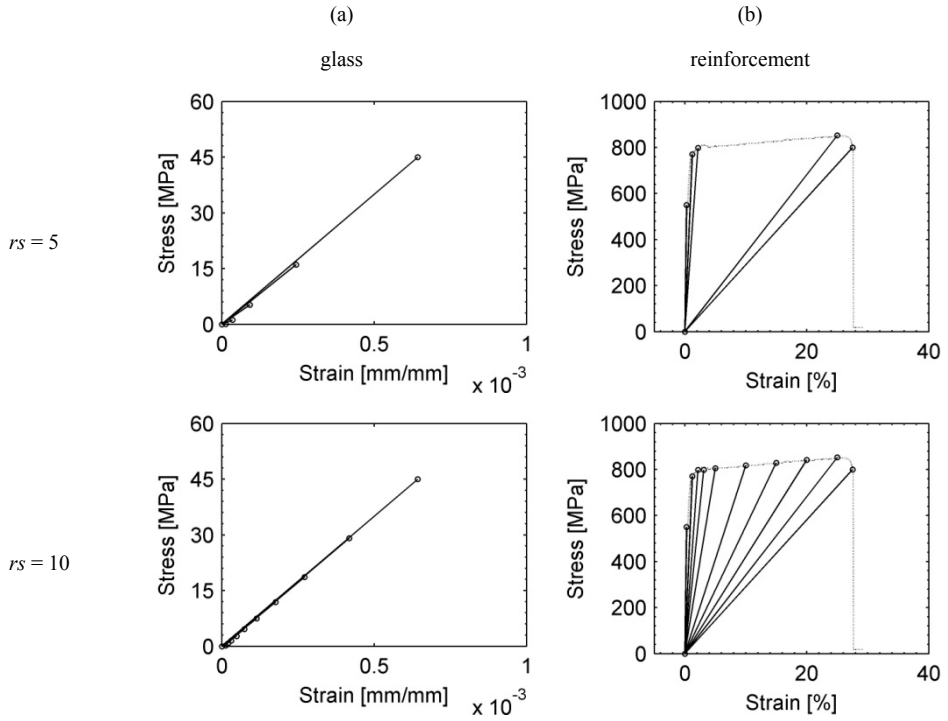 (a) (b)
glass reinforcement
rs = 5
60
45
30
15
0
Stress [MPa]
0 0.5 1
Strain [mm/mm]
x 10-3
1000
800
600
400
200
0
Stress [MPa]
0 20 40
Strain [%]
rs = 10
60
45
30
15
0
Stress [MPa]
0 0.5 1
Strain [mm/mm]
x 10-3
1000
800
600
400
200
0
Stress [MPa]
0 20 40
Strain [%]